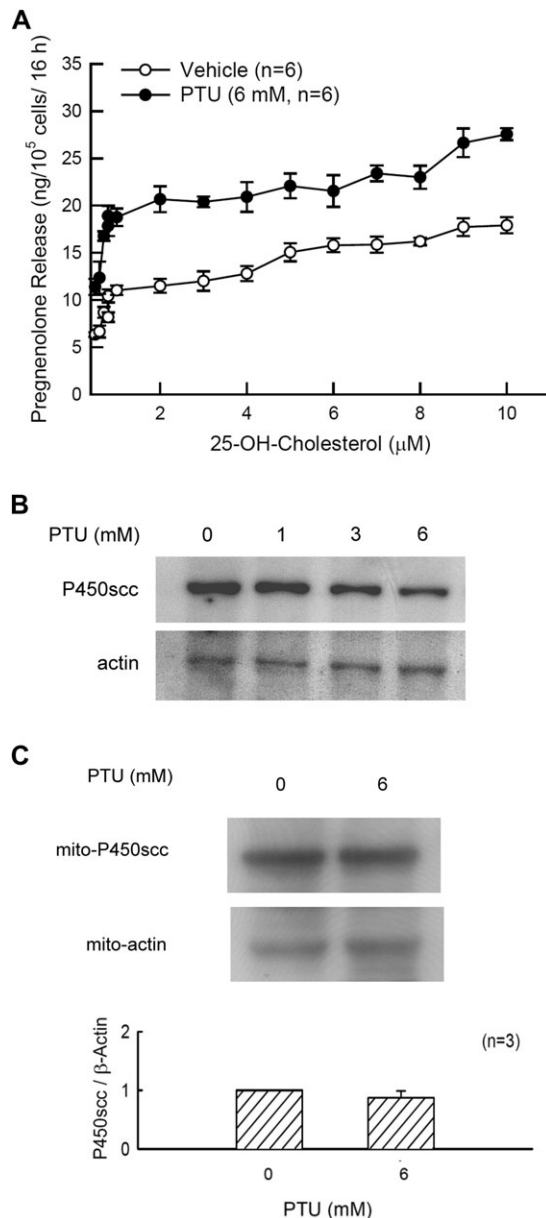 A
Pregnenolone Release (ng/10⁵ cells/ 16 h)
35
30
25
20
15
10
5
0
Vehicle (n=6)
PTU (6 mM, n=6)
2 4 6 8 10
25-OH-Cholesterol (μM)
B
PTU (mM) 0 1 3 6
P450scc
actin
C
PTU (mM) 0 6
mito-P450scc
mito-actin
P450scc / β-Actin
2
1
0
(n=3)
0 6
PTU (mM)